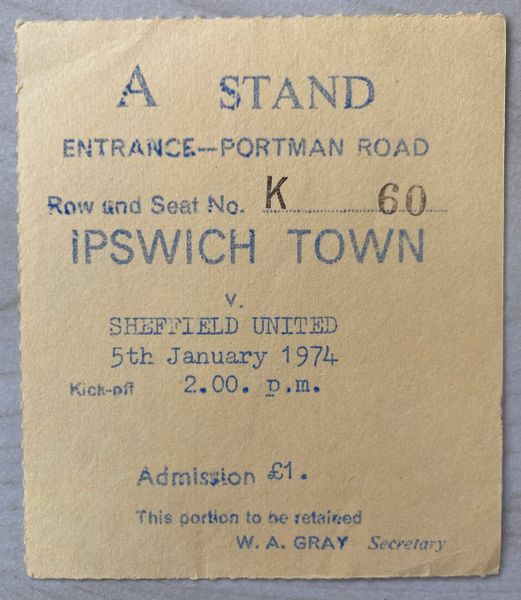 A STAND
ENTRANCE—PORTMAN ROAD
Row and Seat No. K 60
IPSWICH TOWN
v.
SHEFFIELD UNITED
5th January 1974
Kick-off 2.00. p.m.
Admission £1.
This portion to be retained
W. A. GRAY Secretary